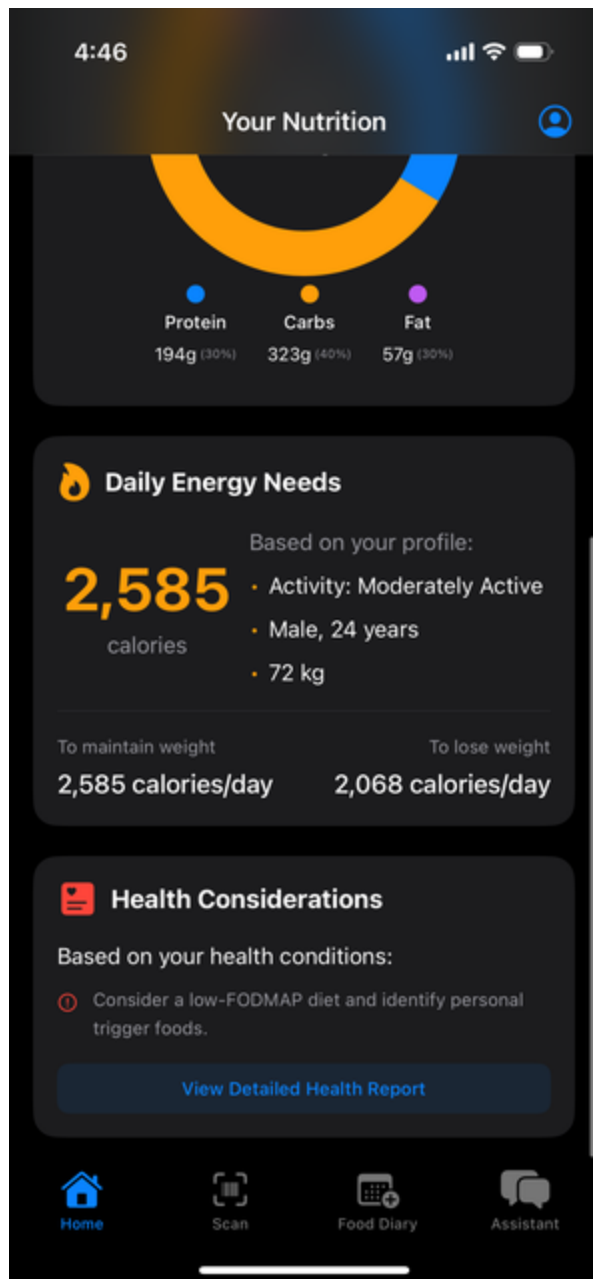 4:46
Your Nutrition
Protein Carbs Fat
194g (30%) 323g (40%) 57g (30%)
Daily Energy Needs
2,585
calories
Based on your profile:
• Activity: Moderately Active
• Male, 24 years
• 72 kg
To maintain weight To lose weight
2,585 calories/day 2,068 calories/day
Health Considerations
Based on your health conditions:
Consider a low-FODMAP diet and identify personal
trigger foods.
View Detailed Health Report
Home Scan Food Diary Assistant